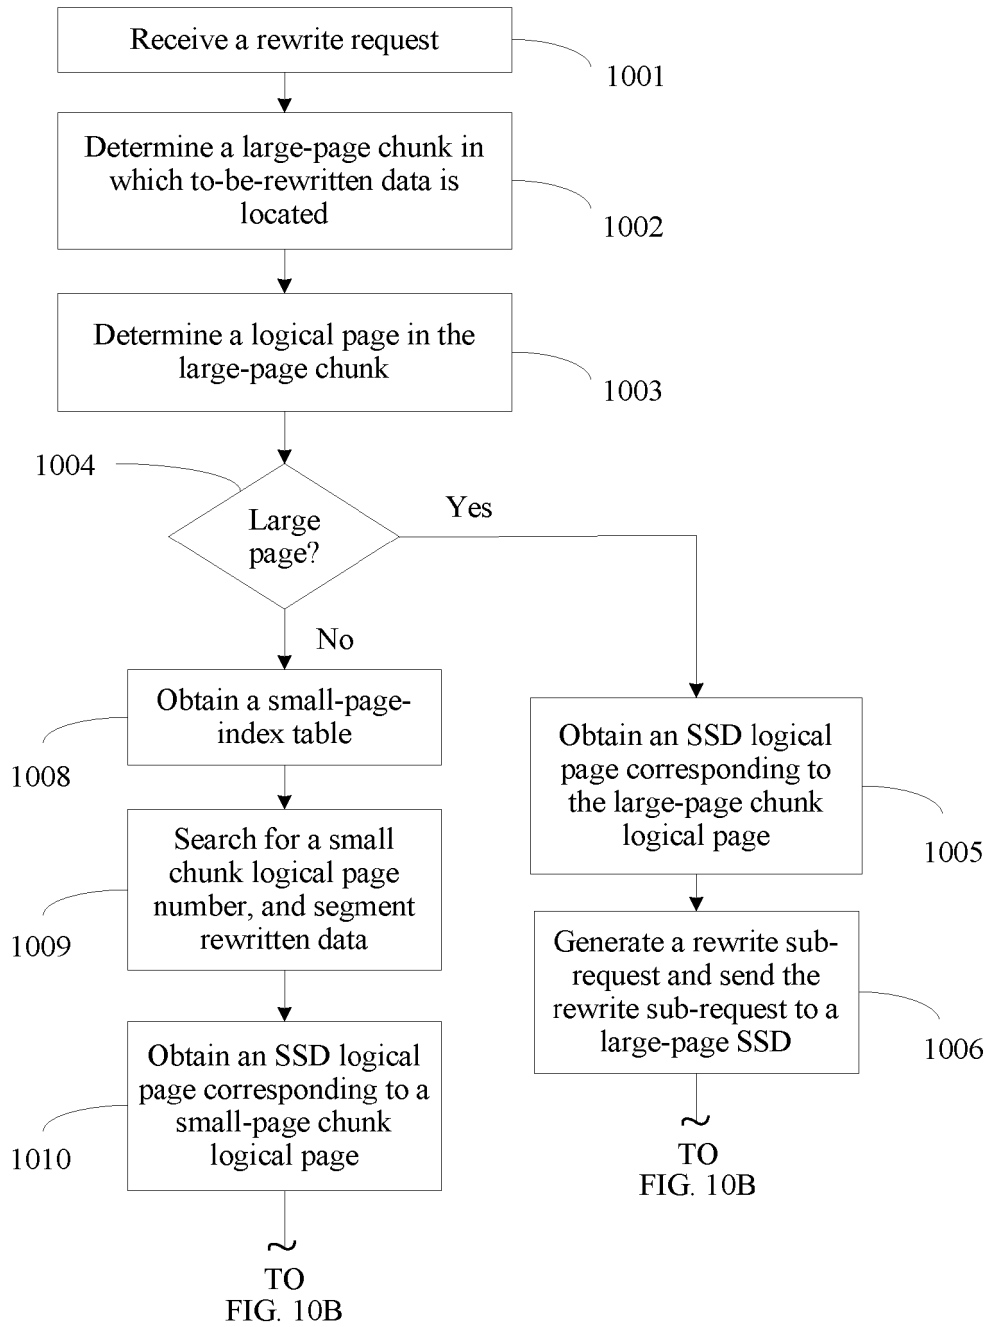 Receive a rewrite request
1001
Determine a large-page chunk in
which to-be-rewritten data is
located
1002
Determine a logical page in the
large-page chunk
1003
1004
Large
page?
Yes
No
Obtain a small-page-
index table
1008
Search for a small
chunk logical page
number, and segment
rewritten data
1009
Obtain an SSD logical
page corresponding to a
small-page chunk
logical page
1010
TO
FIG. 10B
Obtain an SSD logical
page corresponding to
the large-page chunk
logical page
1005
Generate a rewrite sub-
request and send the
rewrite sub-request to a
large-page SSD
1006
TO
FIG. 10B